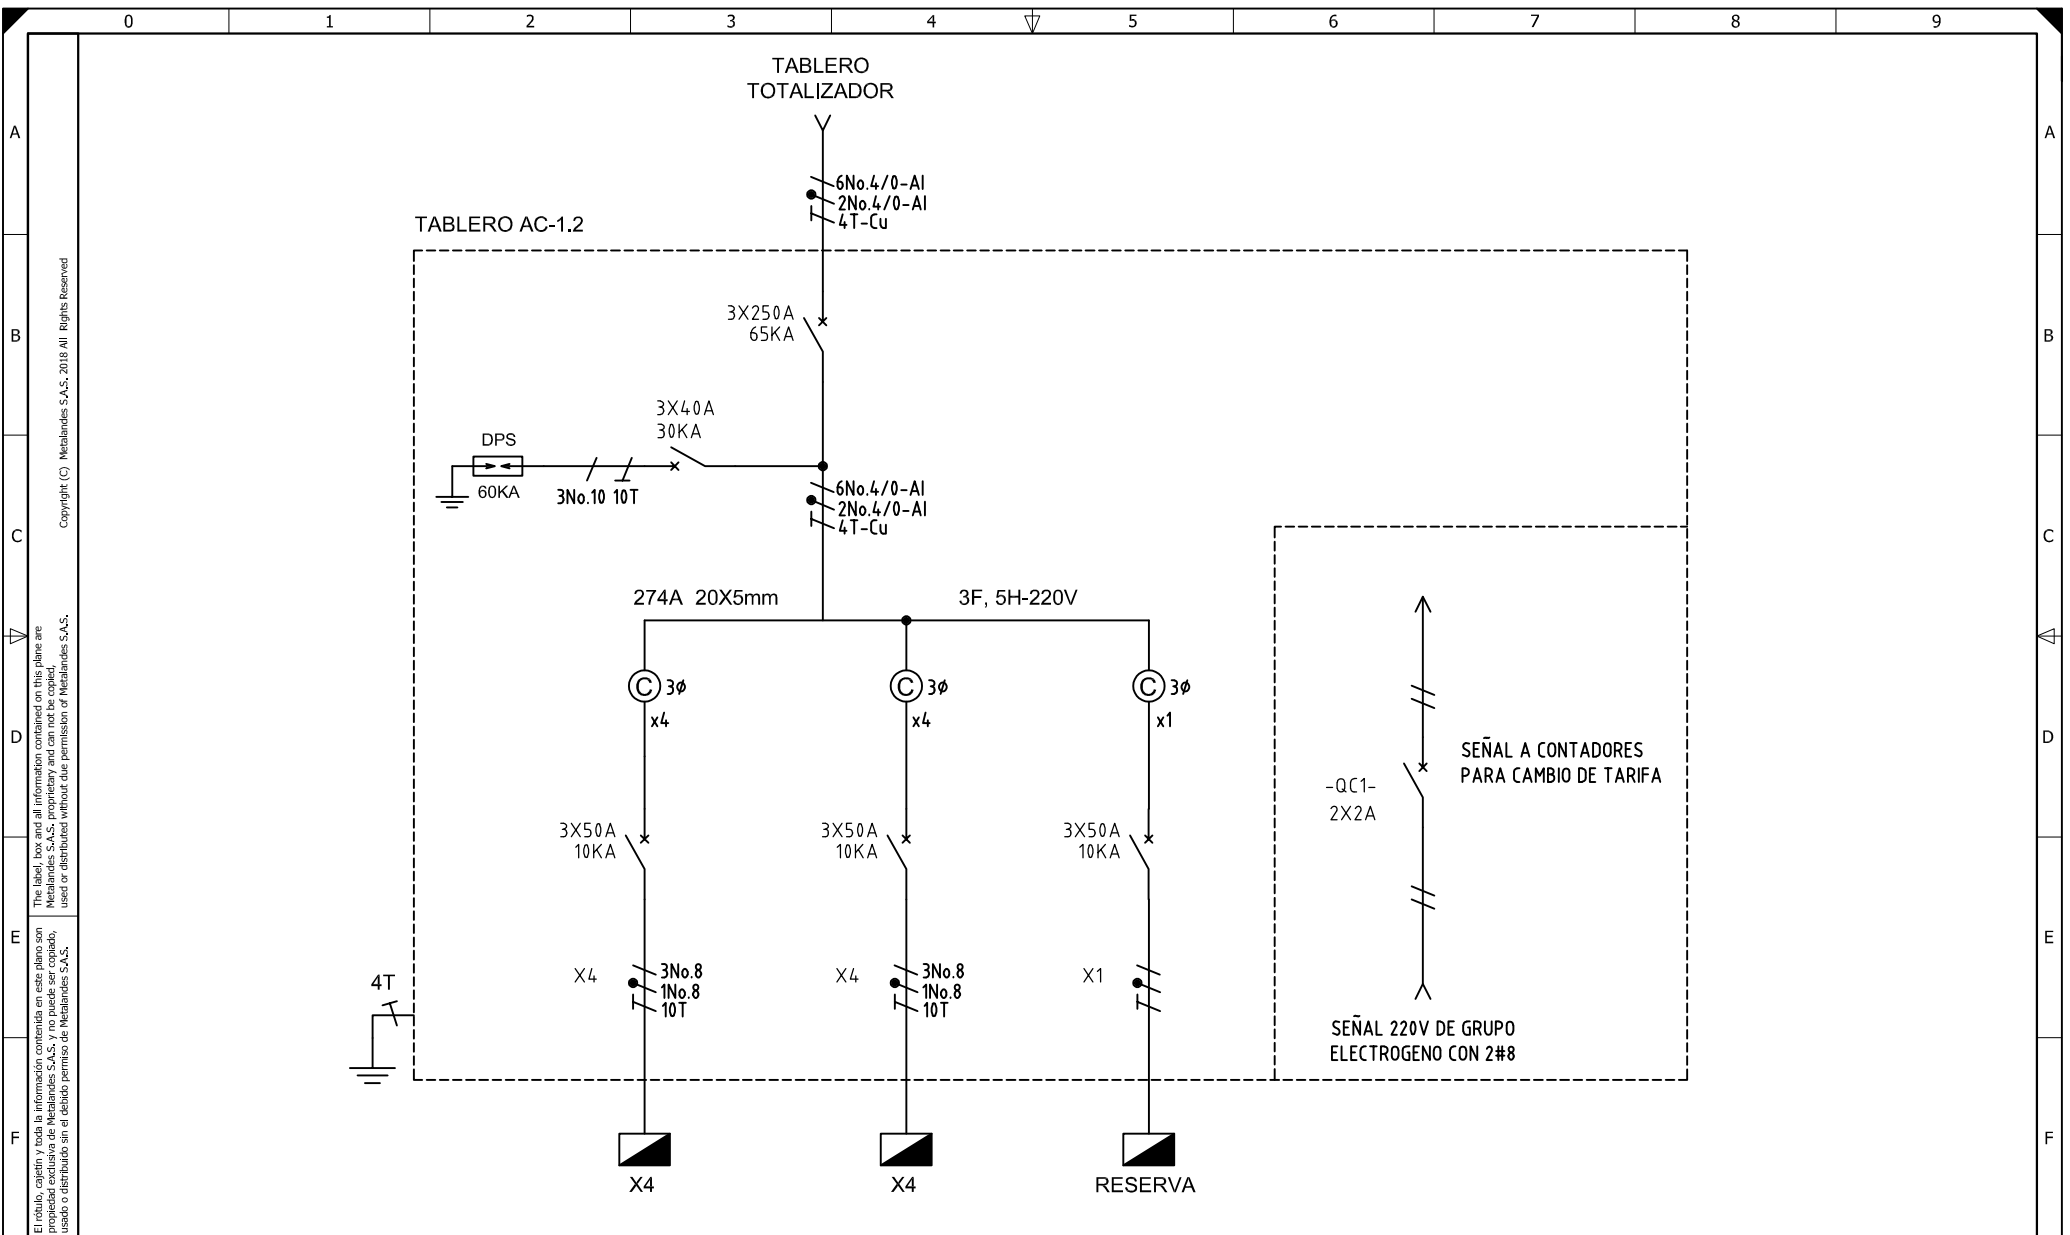 0 1 2 3 4 5 6 7 8 9
TABLERO
TOTALIZADOR
A A
6No.4/0-Al
2No.4/0-Al
4T-Cu
TABLERO AC-1.2
3X250A
65KA
B B
3X40A
30KA
DPS
60KA
3No.10 10T
6No.4/0-Al
2No.4/0-Al
4T-Cu
C C
274A 20X5mm
3F, 5H-220V
C 3ø
x4
C 3ø
x4
C 3ø
x1
D D
SEÑAL A CONTADORES
PARA CAMBIO DE TARIFA
-QC1-
2X2A
3X50A
10KA
3X50A
10KA
3X50A
10KA
E E
X4
3No.8
1No.8
10T
X4
3No.8
1No.8
10T
X1
4T
SEÑAL 220V DE GRUPO
ELECTROGENO CON 2#8
F F
X4
X4
RESERVA
Copyright (C) Metalandes S.A.S. 2018 All Rights Reserved
The label, box and all information contained on this plane are
Metalandes S.A.S. proprietary and can not be copied,
used or distributed without due permission of Metalandes S.A.S.
El rótulo, cajetín y toda la información contenida en este plano son
propiedad exclusiva de Metalandes S.A.S. y no puede ser copiado,
usado o distribuido sin el debido permiso de Metalandes S.A.S.